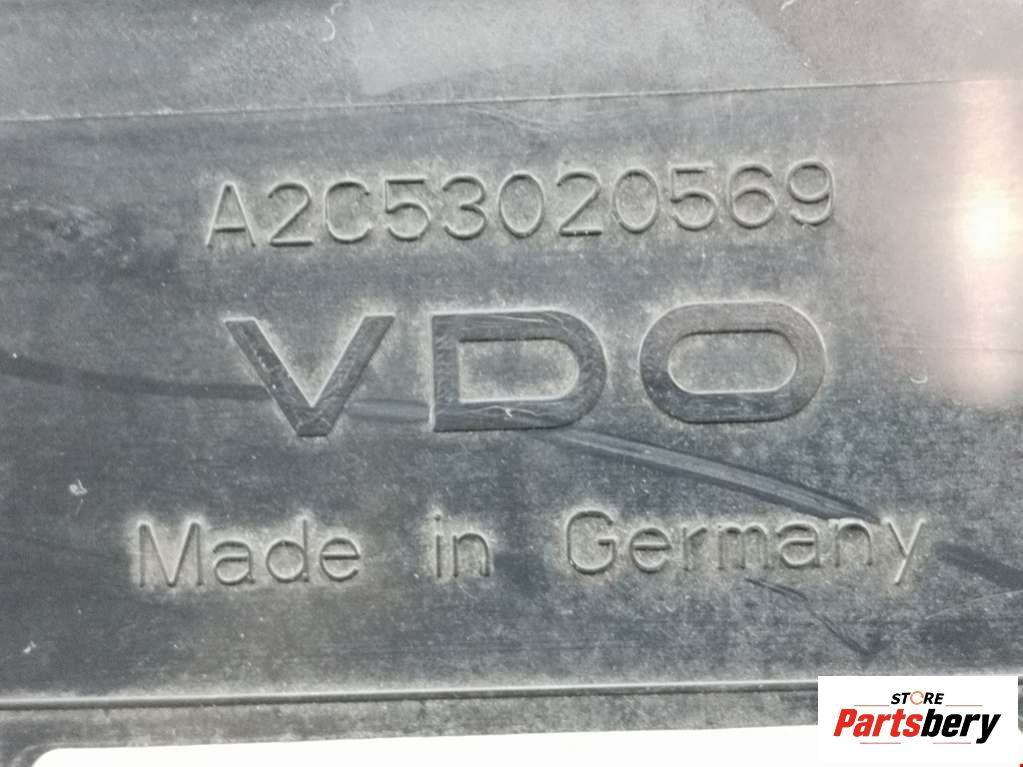 A2C53020569
VDO
Made in Germany
STORE
Partsbery